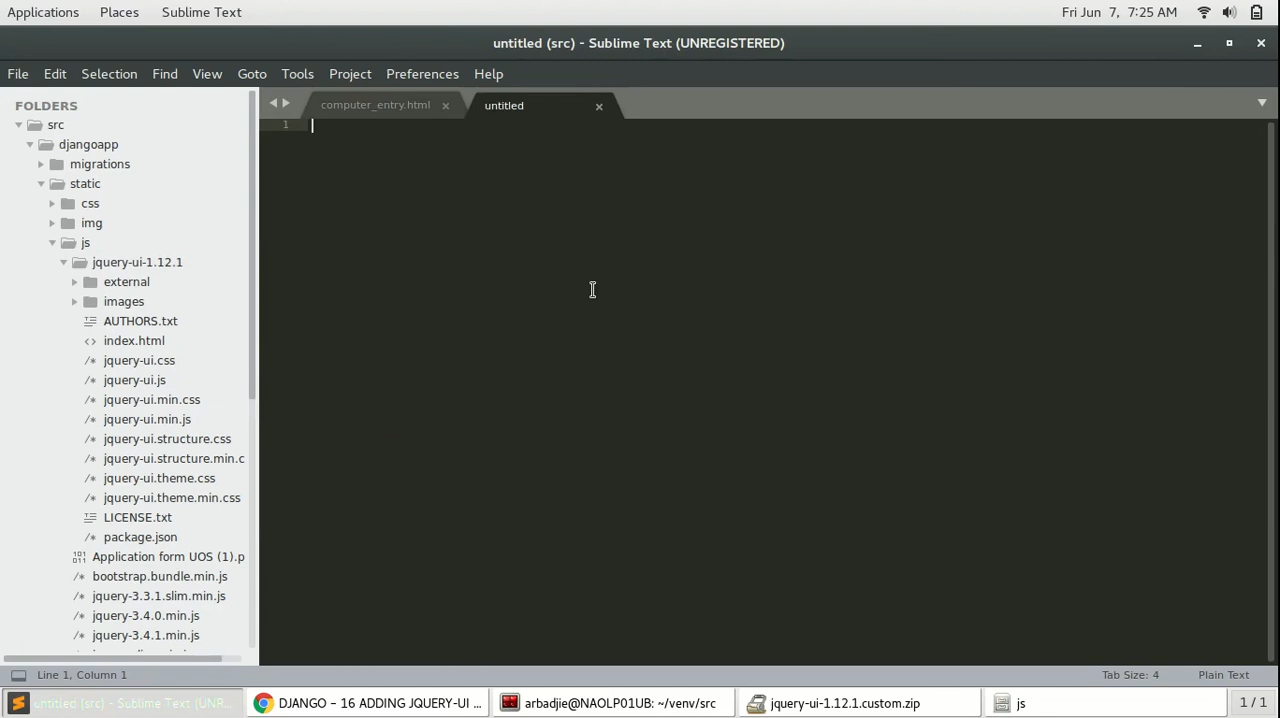 Applications Places Sublime Text Fri Jun 7, 7:25 AM
untitled (src) - Sublime Text (UNREGISTERED)
File Edit Selection Find View Goto Tools Project Preferences Help
FOLDERS
computer_entry.html untitled
1
src
djangoapp
migrations
static
css
img
js
jquery-ui-1.12.1
external
images
AUTHORS.txt
index.html
jquery-ui.css
jquery-ui.js
jquery-ui.min.css
jquery-ui.min.js
jquery-ui.structure.css
jquery-ui.structure.min.c
jquery-ui.theme.css
jquery-ui.theme.min.css
LICENSE.txt
package.json
Application form UOS (1).p
bootstrap.bundle.min.js
jquery-3.3.1.slim.min.js
jquery-3.4.0.min.js
jquery-3.4.1.min.js
Line 1, Column 1 Tab Size: 4 Plain Text
untitled (src) - Sublime Text (UNR... DJANGO – 16 ADDING JQUERY-UI ... arbadjie@NAOLP01UB: ~/venv/src jquery-ui-1.12.1.custom.zip js 1 / 1